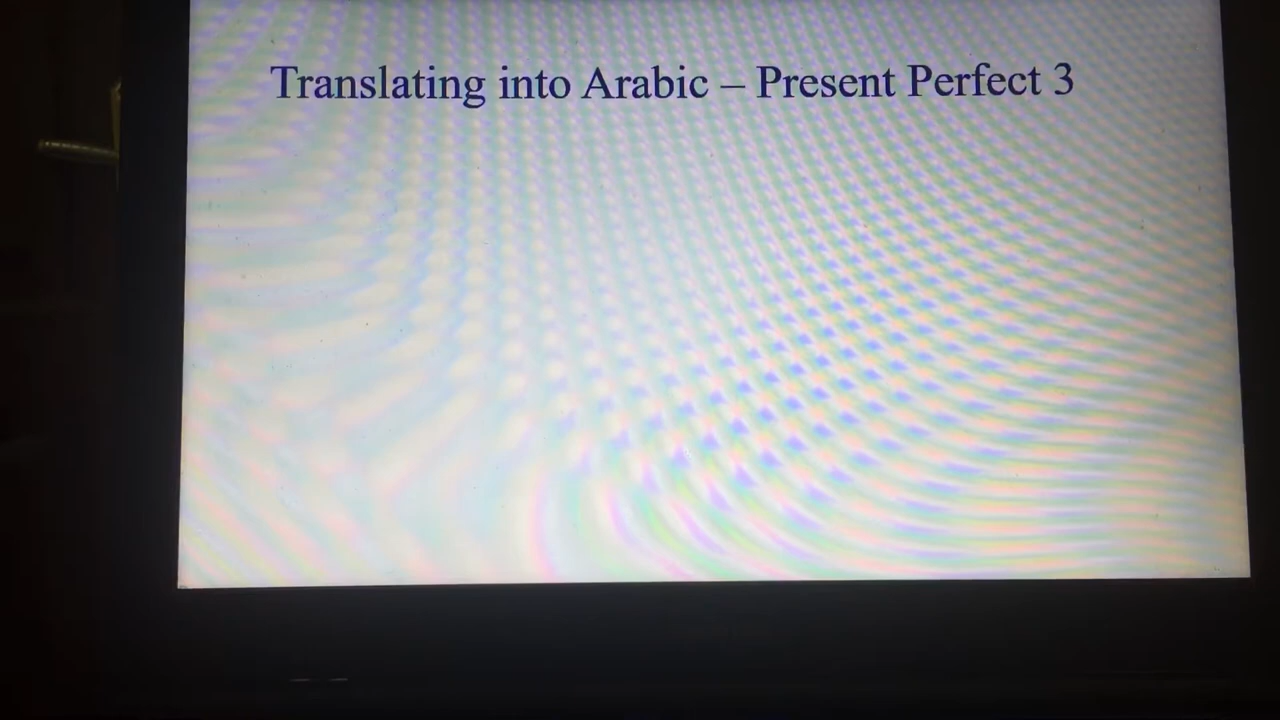 Translating into Arabic – Present Perfect 3